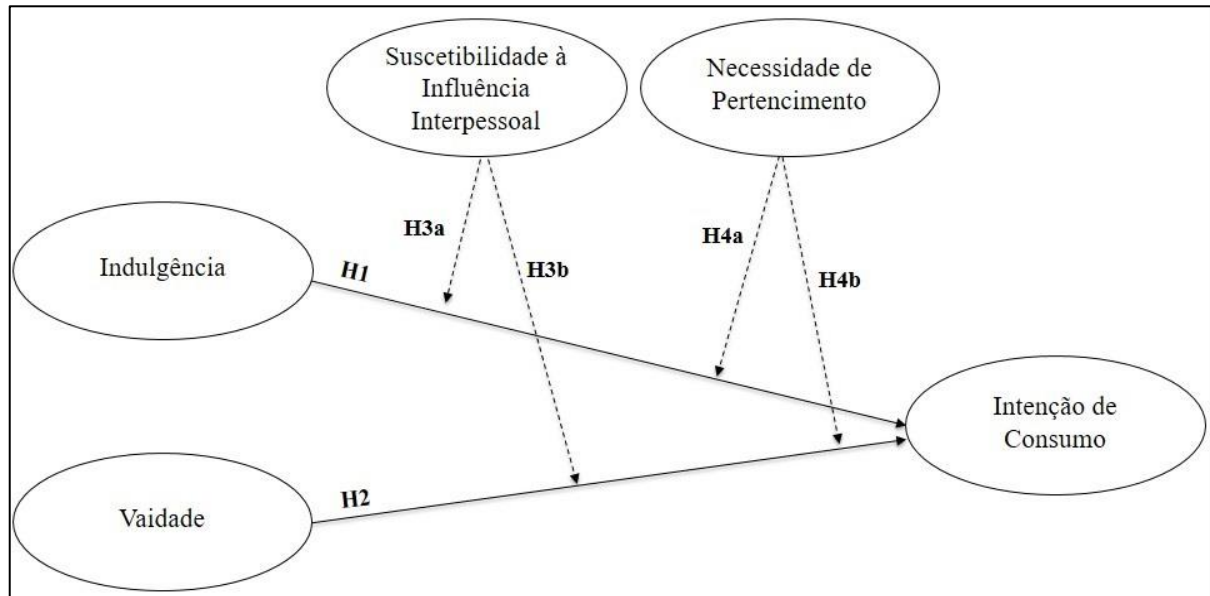 Suscetibilidade à
Influência
Interpessoal
Necessidade de
Pertencimento
H3a
H4a
Indulgência
H1
H3b
H4b
Intenção de
Consumo
Vaidade
H2